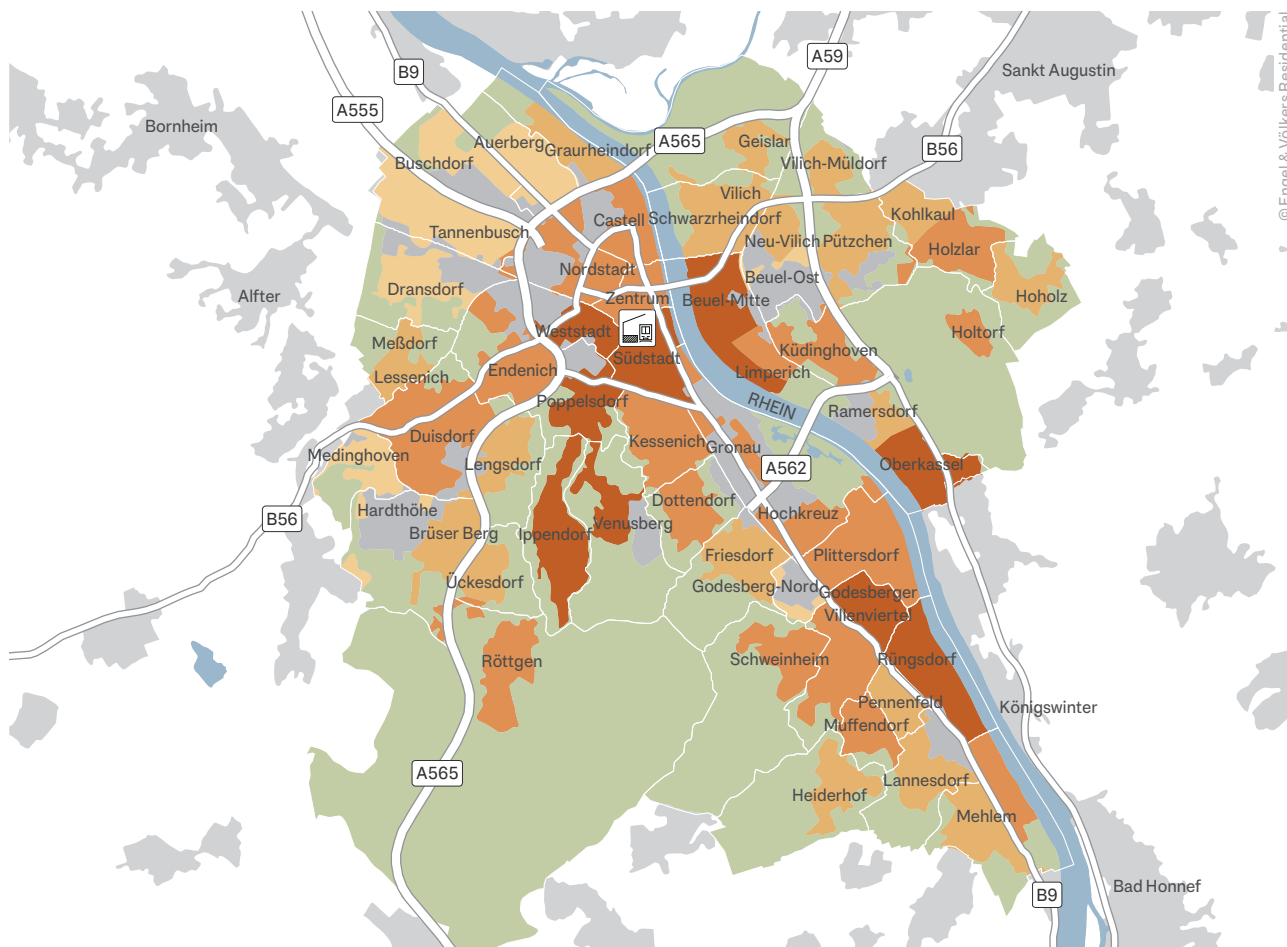 B9
A59
Sankt Augustin
© Engel & Völkers Residential
A555
Bornheim
Auerberg
Graurheindorf
A565
Geislar
B56
Buschdorf
Vilich-Müldorf
Vilich
Castell
Schwarzrheindorf
Kohlkaul
Tannenbusch
Neu-Vilich
Pützchen
Holzlar
Nordstadt
Beuel-Ost
Dransdorf
Alfter
Zentrum
Beuel-Mitte
Hoholz
Weststadt
Holtorf
Meßdorf
Südstadt
Küdinghoven
Endenich
Limperich
Lessenich
Poppelsdorf
RHEIN
Ramersdorf
Duisdorf
Kessenich
Gronau
Medinghoven
Lengsdorf
A562
Oberkassel
Dottendorf
Hardthöhe
Hochkreuz
B56
Venusberg
Brüser Berg
Ippendorf
Friesdorf
Plittersdorf
Ückesdorf
Godesberg-Nord
Godesberger
Villenviertel
Röttgen
Schweinheim
Rüngsdorf
Pennenfeld
Königswinter
Muffendorf
A565
Lannesdorf
Heiderhof
Mehlem
Bad Honnef
B9